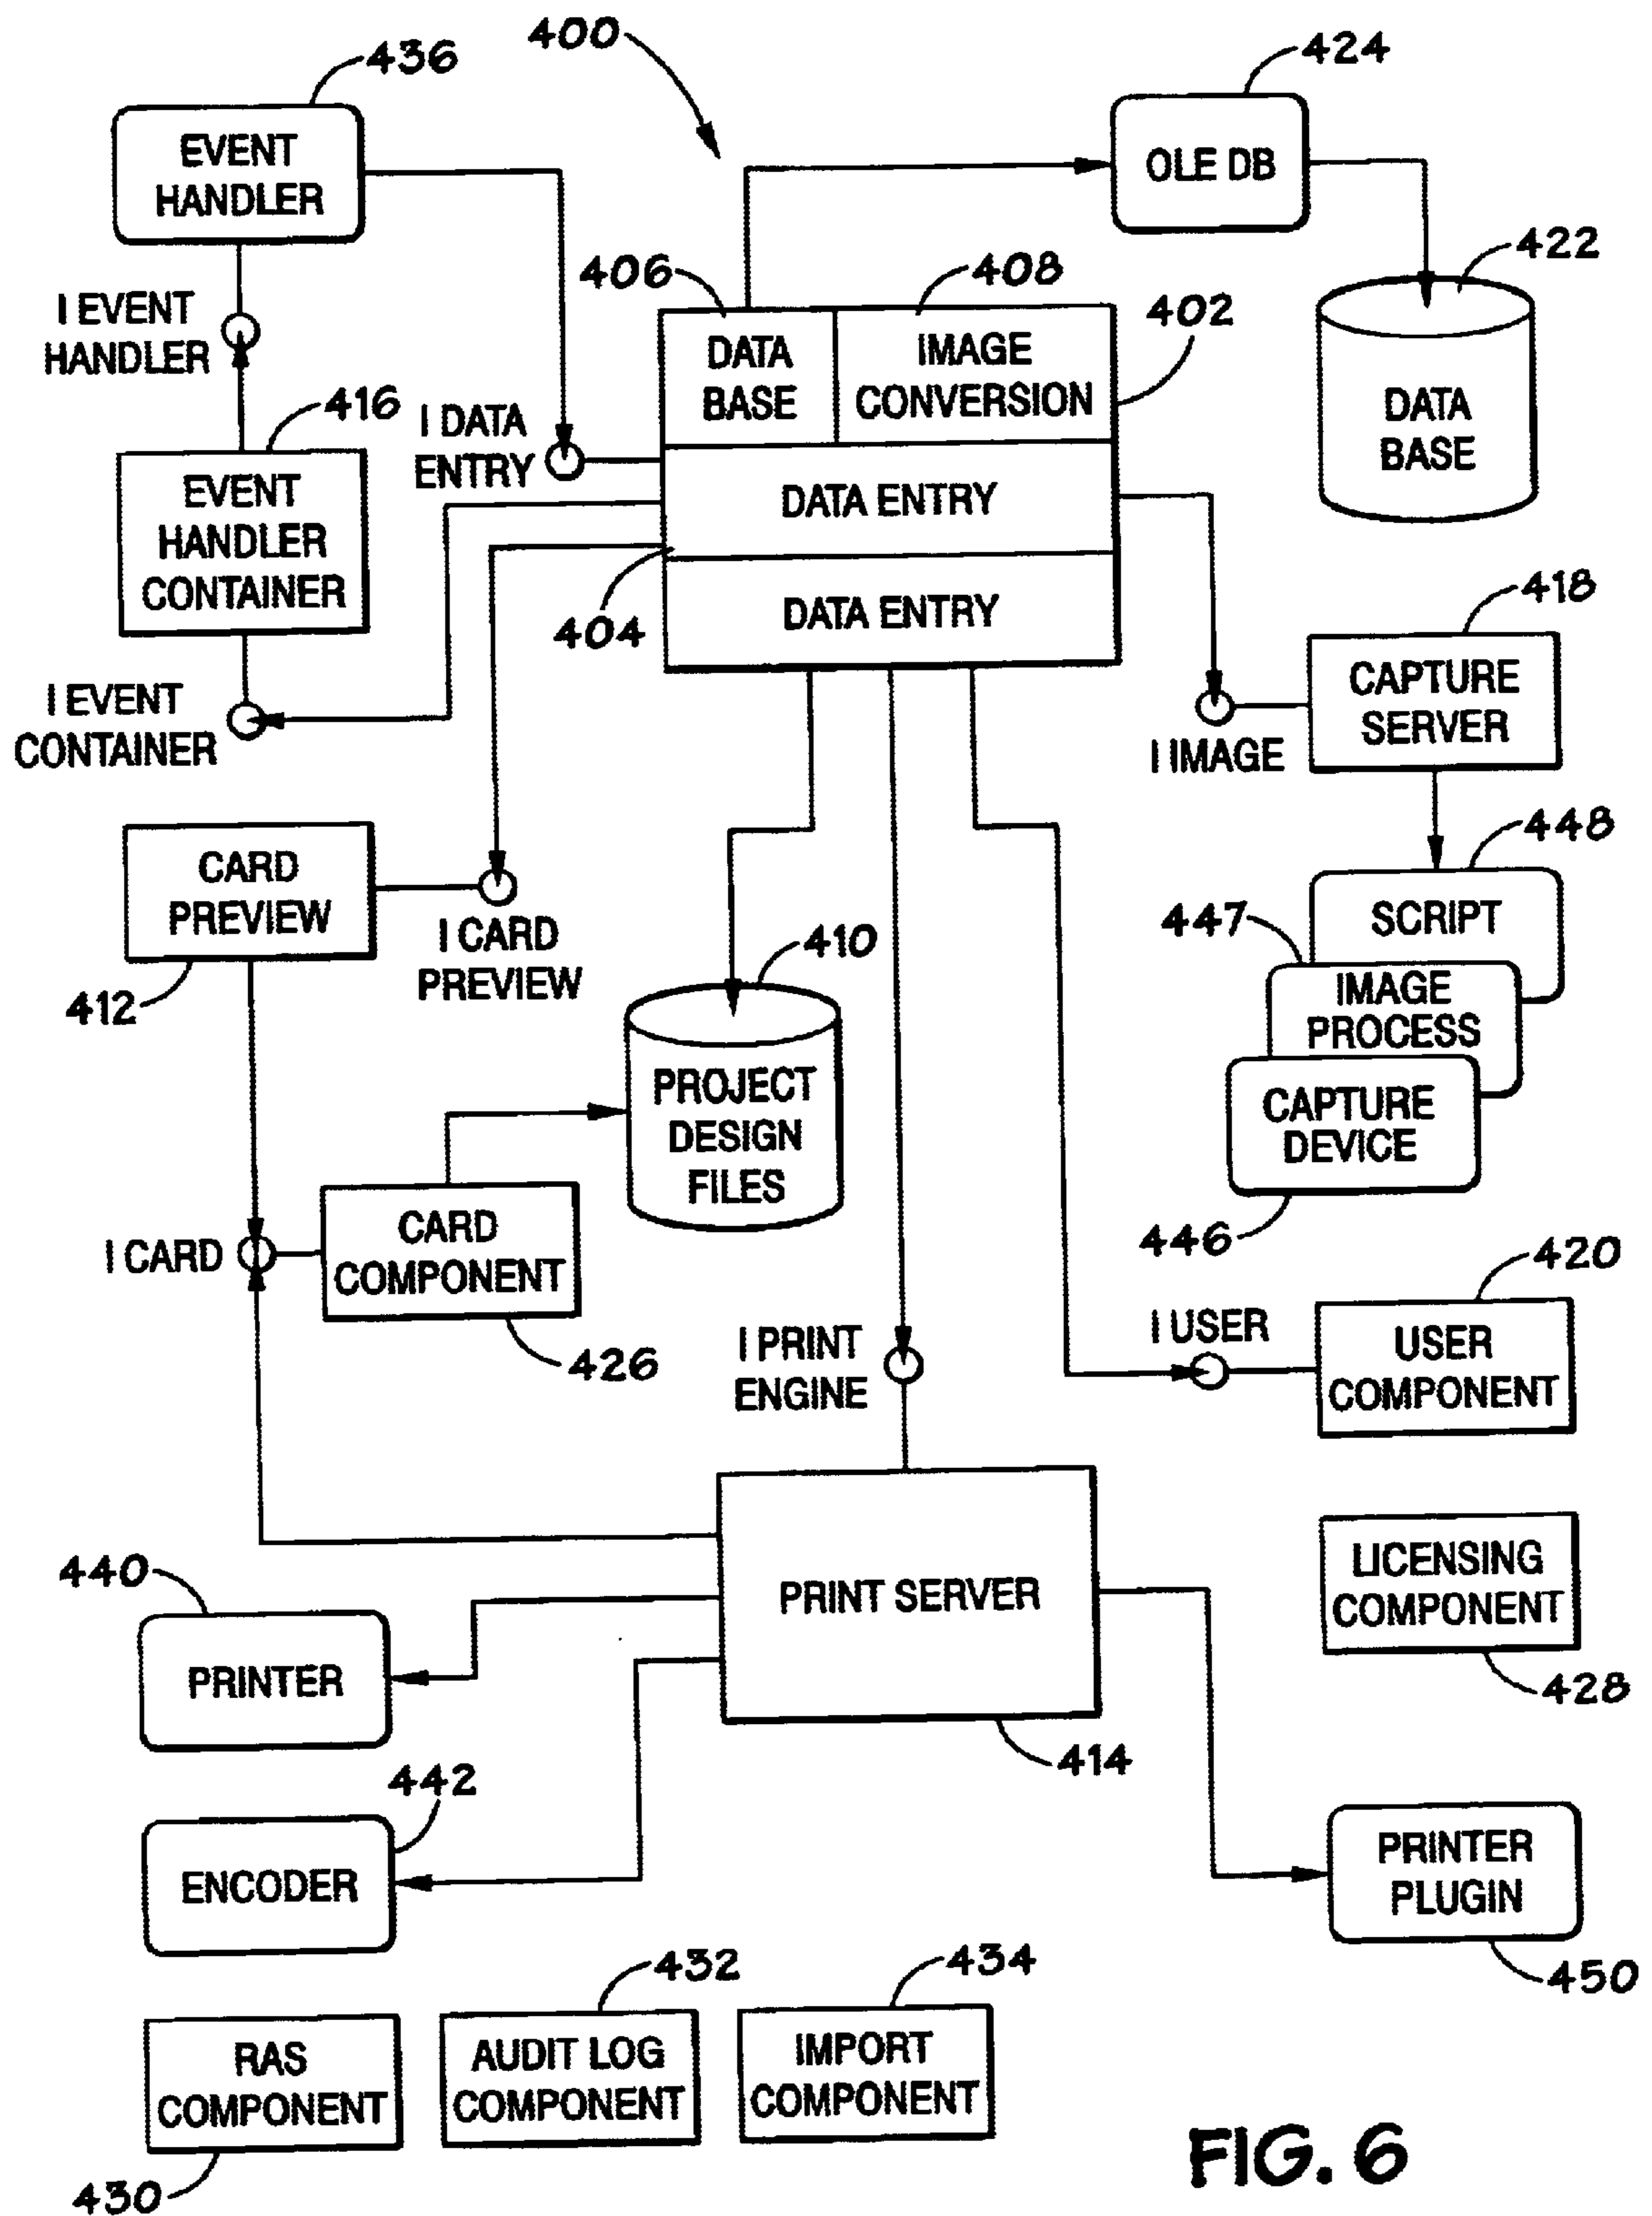 400
436
424
EVENT
HANDLER
OLE DB
422
406
408
402
I EVENT
HANDLER
DATA
BASE
IMAGE
CONVERSION
DATA
BASE
416
I DATA
ENTRY
EVENT
HANDLER
CONTAINER
DATA ENTRY
404
DATA ENTRY
418
I EVENT
CONTAINER
CAPTURE
SERVER
I IMAGE
448
CARD
PREVIEW
SCRIPT
412
I CARD
PREVIEW
410
447
IMAGE
PROCESS
PROJECT
DESIGN
FILES
CAPTURE
DEVICE
446
I CARD
CARD
COMPONENT
426
420
I PRINT
ENGINE
I USER
USER
COMPONENT
440
PRINT SERVER
LICENSING
COMPONENT
428
PRINTER
414
442
ENCODER
PRINTER
PLUGIN
450
432
434
RAS
COMPONENT
AUDIT LOG
COMPONENT
IMPORT
COMPONENT
430
FIG. 6